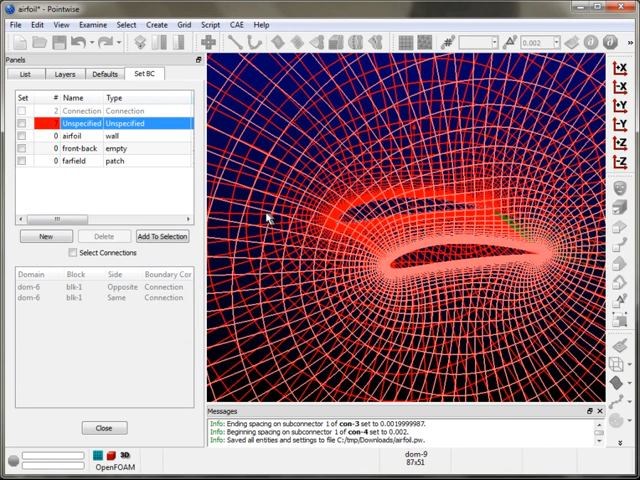 airfoil* - Pointwise
File Edit View Examine Select Create Grid Script CAE Help
0.002
»
Panels
List Layers Defaults Set BC
Set # Name Type
2 Connection Connection
Unspecified Unspecified
0 airfoil wall
0 front-back empty
0 farfield patch
New Delete Add To Selection
Select Connections
Domain Block Side Boundary Cor
dom-6 blk-1 Opposite Connection
dom-6 blk-1 Same Connection
Close
+X
-X
+Y
-Y
+Z
-Z
Messages
Info: Ending spacing on subconnector 1 of con-3 set to 0.0019999987.
Info: Beginning spacing on subconnector 1 of con-4 set to 0.002.
Info: Saved all entities and settings to file C:/tmp/Downloads/airfoil.pw.
3D
OpenFOAM
dom-9
87x51